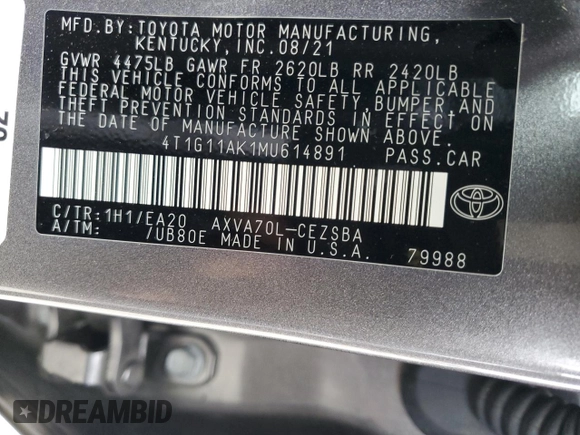 MFD.BY:TOYOTA MOTOR MANUFACTURING,
KENTUCKY,INC.08/21
GVWR 4475LB GAWR FR 2620LB RR 2420LB
THIS VEHICLE CONFORMS TO ALL APPLICABLE
FEDERAL MOTOR VEHICLE SAFETY, BUMPER AND
THEFT PREVENTION STANDARDS IN EFFECT ON
THE DATE OF MANUFACTURE SHOWN ABOVE.
4T1G11AK1MU614891 PASS.CAR
C/TR:1H1/EA20 AXVA70L-CEZSBA
A/TM: /UB80E MADE IN U.S.A.
79988
DREAMBID